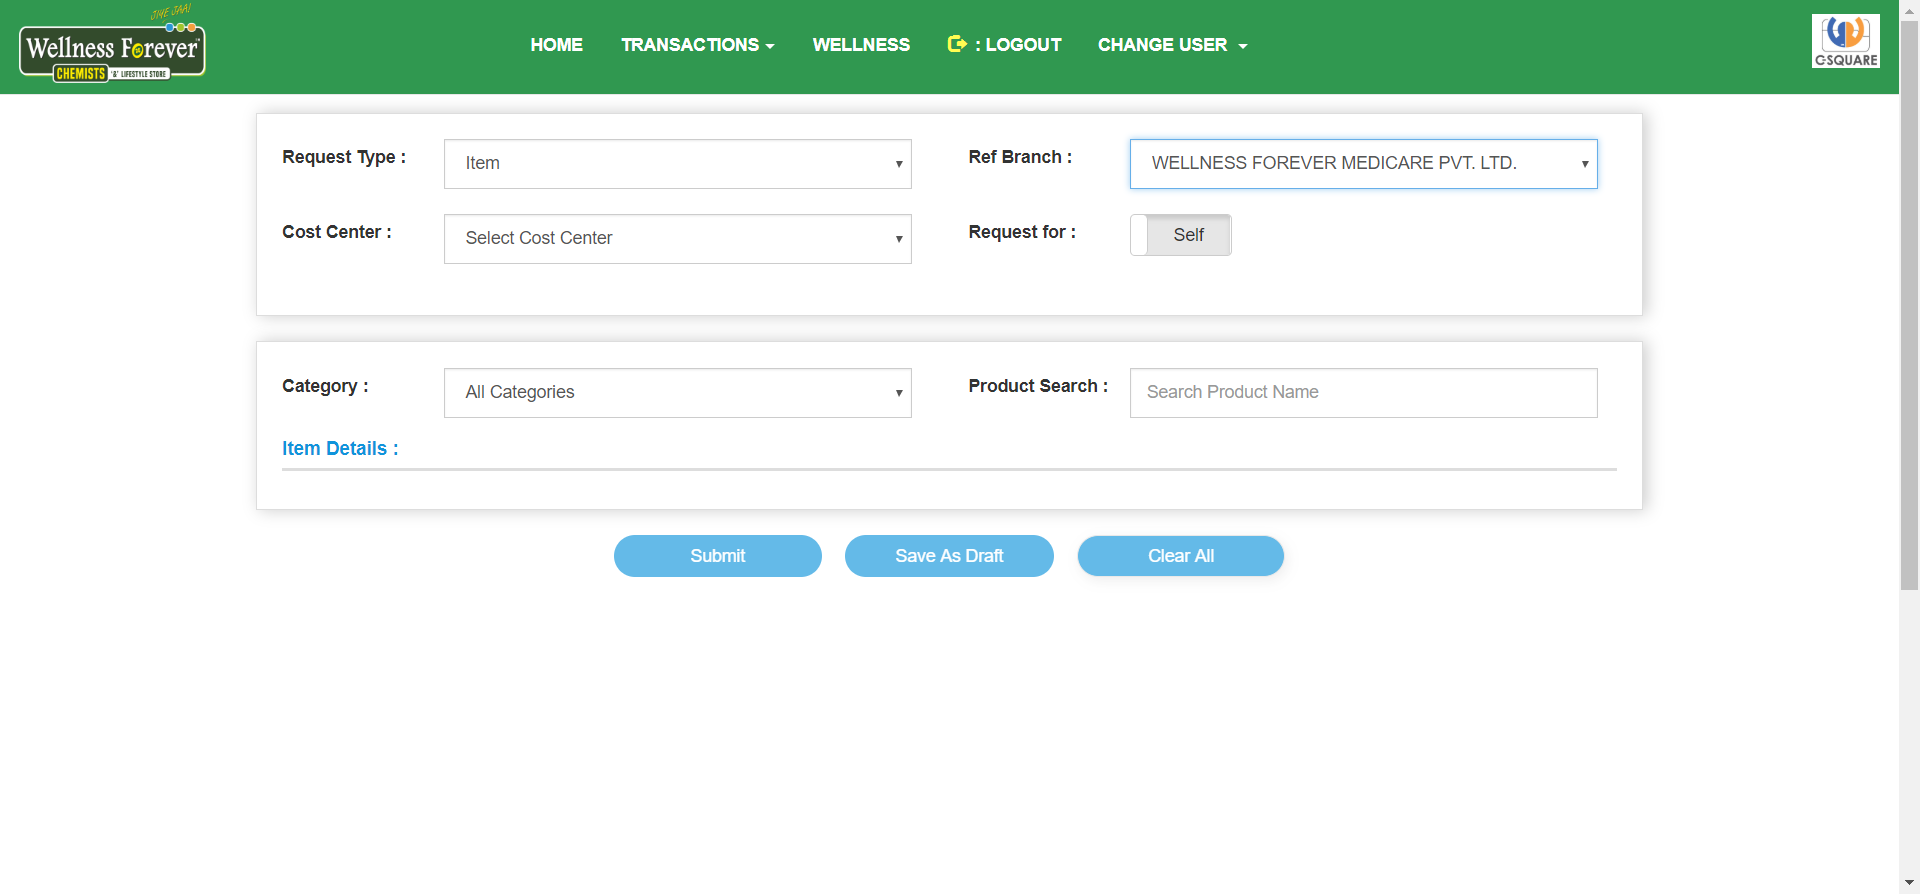 JIYE JAAI
Wellness Forever
CHEMISTS '&' LIFESTYLE STORE
HOME TRANSACTIONS WELLNESS : LOGOUT CHANGE USER
C-SQUARE
Request Type : Item Ref Branch : WELLNESS FOREVER MEDICARE PVT. LTD.
Cost Center : Select Cost Center Request for : Self
Category : All Categories Product Search : Search Product Name
Item Details :
Submit Save As Draft Clear All